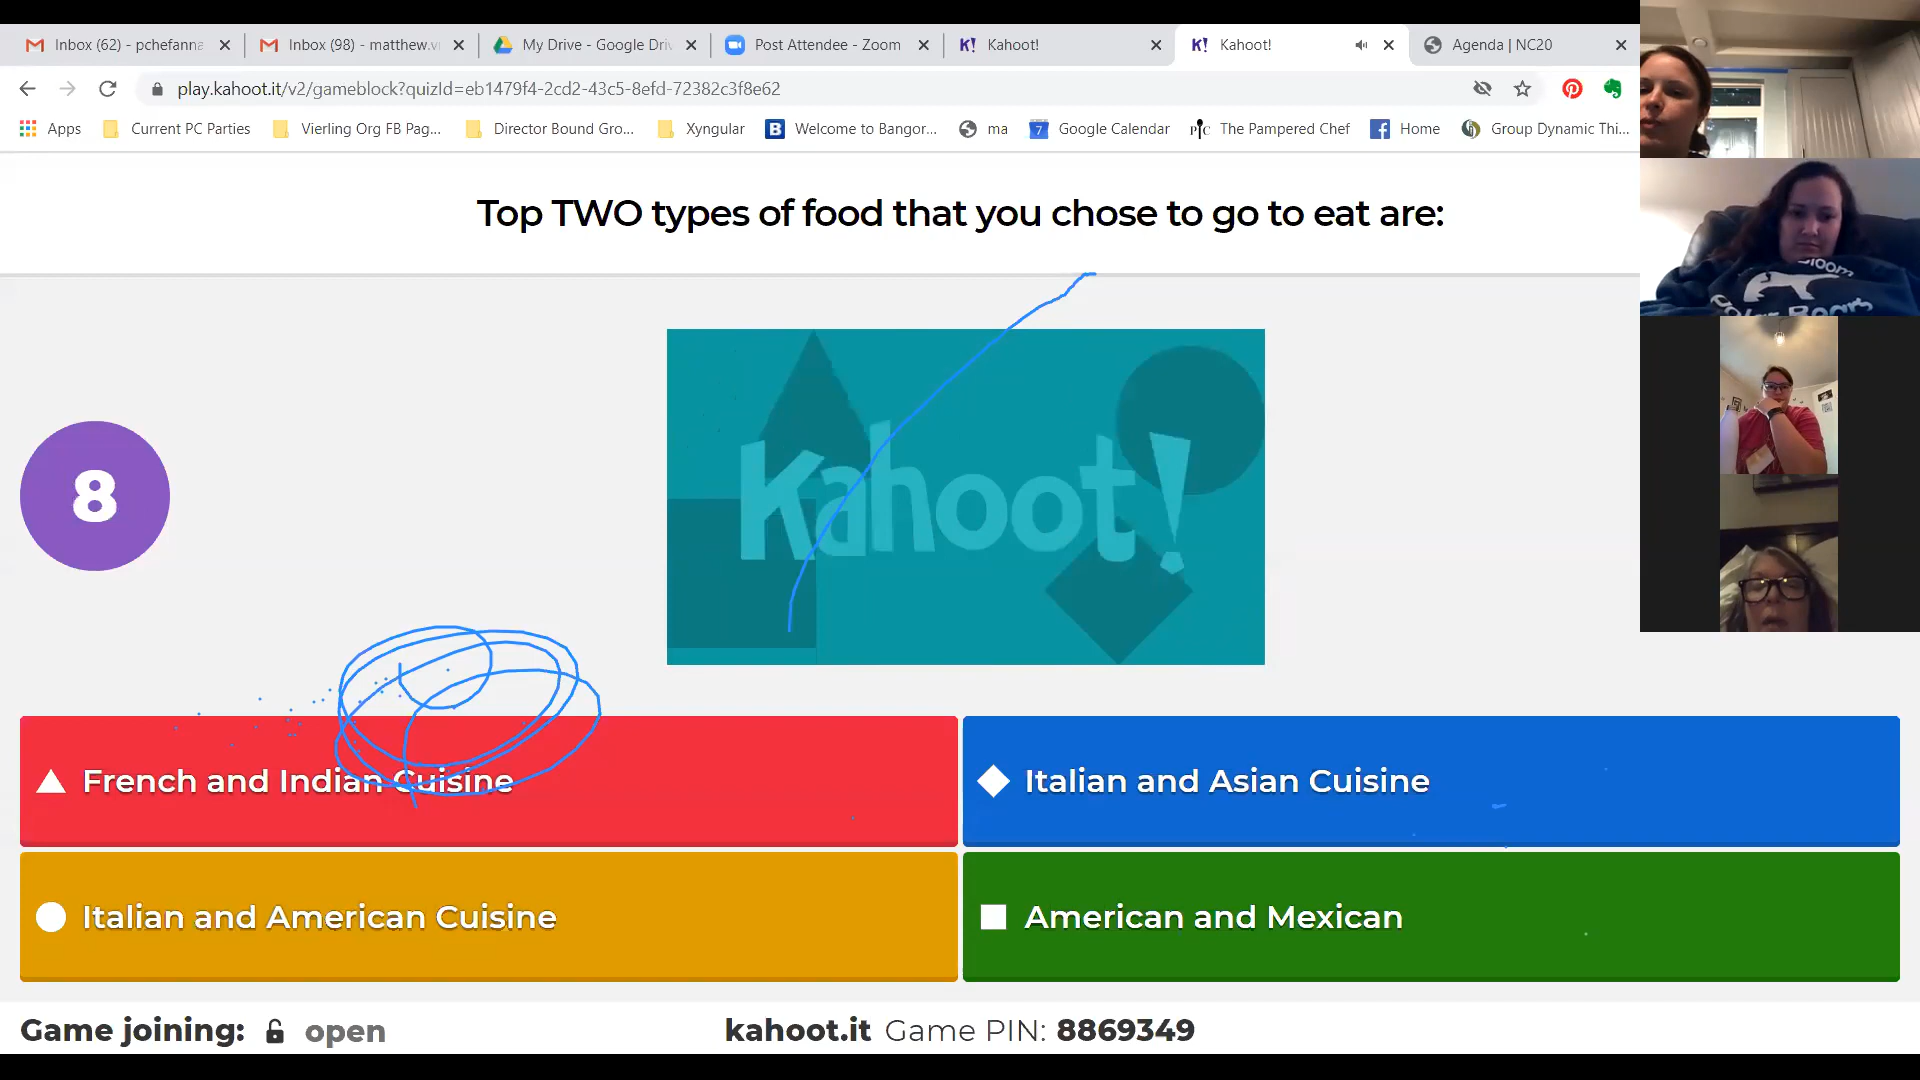 Inbox (62) - pchefanna
Inbox (98) - matthew.v
My Drive - Google Driv
Post Attendee - Zoom
Kahoot!
Kahoot!
Agenda | NC20
play.kahoot.it/v2/gameblock?quizId=eb1479f4-2cd2-43c5-8efd-72382c3f8e62
Apps
Current PC Parties
Vierling Org FB Pag...
Director Bound Gro...
Xyngular
Welcome to Bangor...
ma
Google Calendar
The Pampered Chef
Home
Group Dynamic Thi...
Top TWO types of food that you chose to go to eat are:
Kahoot!
8
French and Indian Cuisine
Italian and Asian Cuisine
Italian and American Cuisine
American and Mexican
Game joining: open
kahoot.it Game PIN: 8869349